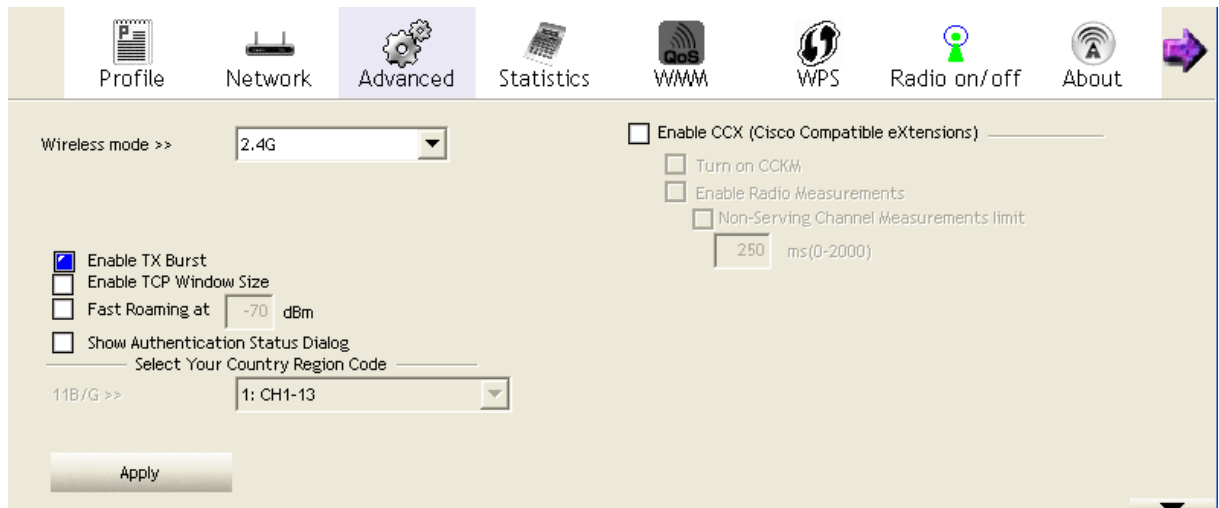 Profile Network Advanced Statistics QoS WMM WPS Radio on/off About
Wireless mode >> 2.4G
Enable TX Burst
Enable TCP Window Size
Fast Roaming at -70 dBm
Show Authentication Status Dialog
Select Your Country Region Code
11B/G >> 1: CH1-13
Apply
Enable CCX (Cisco Compatible eXtensions)
Turn on CCKM
Enable Radio Measurements
Non-Serving Channel Measurements limit
250 ms(0-2000)